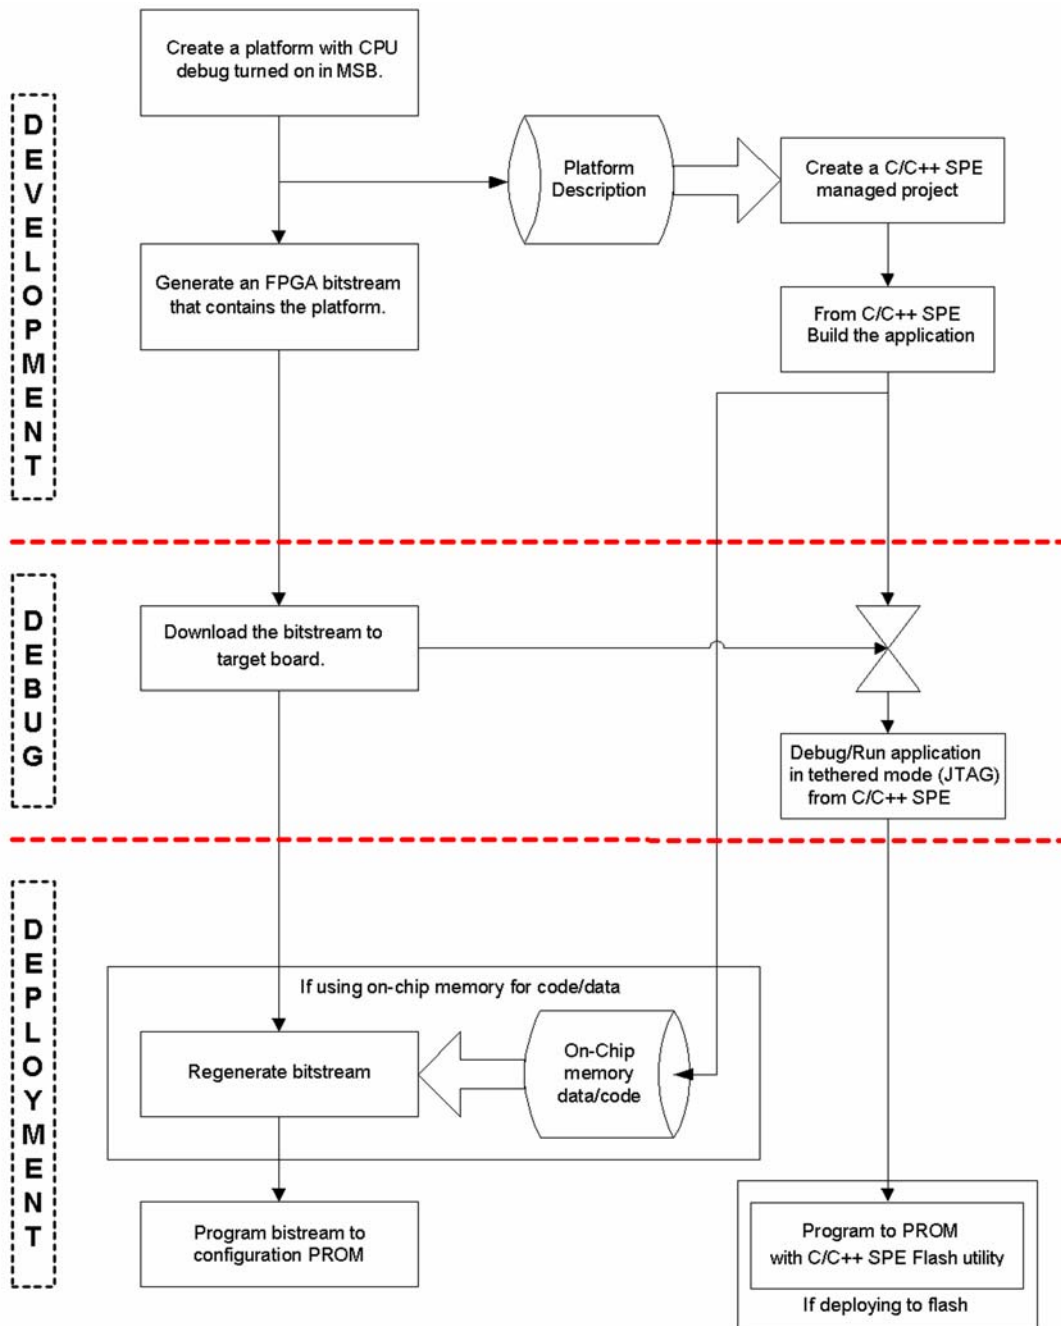 DEVELOPMENT
Create a platform with CPU
debug turned on in MSB.
Platform
Description
Create a C/C++ SPE
managed project
Generate an FPGA bitstream
that contains the platform.
From C/C++ SPE
Build the application
DEBUG
Download the bitstream to
target board.
Debug/Run application
in tethered mode (JTAG)
from C/C++ SPE
DEPLOYMENT
If using on-chip memory for code/data
Regenerate bitstream
On-Chip
memory
data/code
Program bistream to
configuration PROM
Program to PROM
with C/C++ SPE Flash utility
If deploying to flash